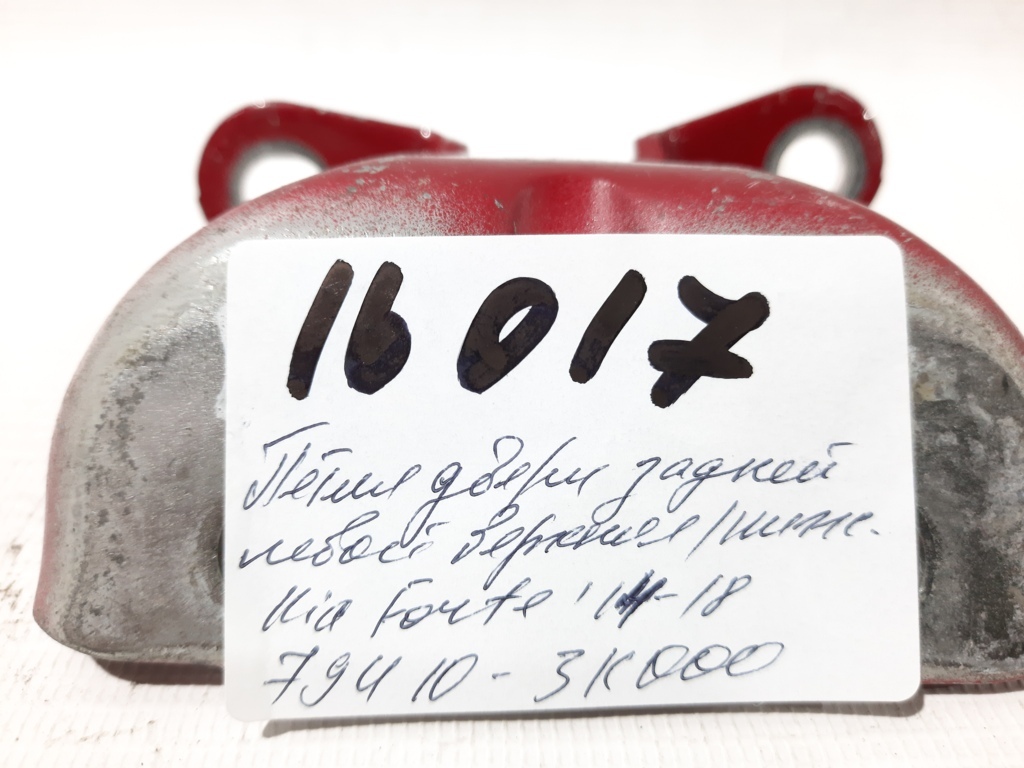 16017
Петля двери задней
левой верхняя/нижн.
Kia Forte '14-18
79410-3K000